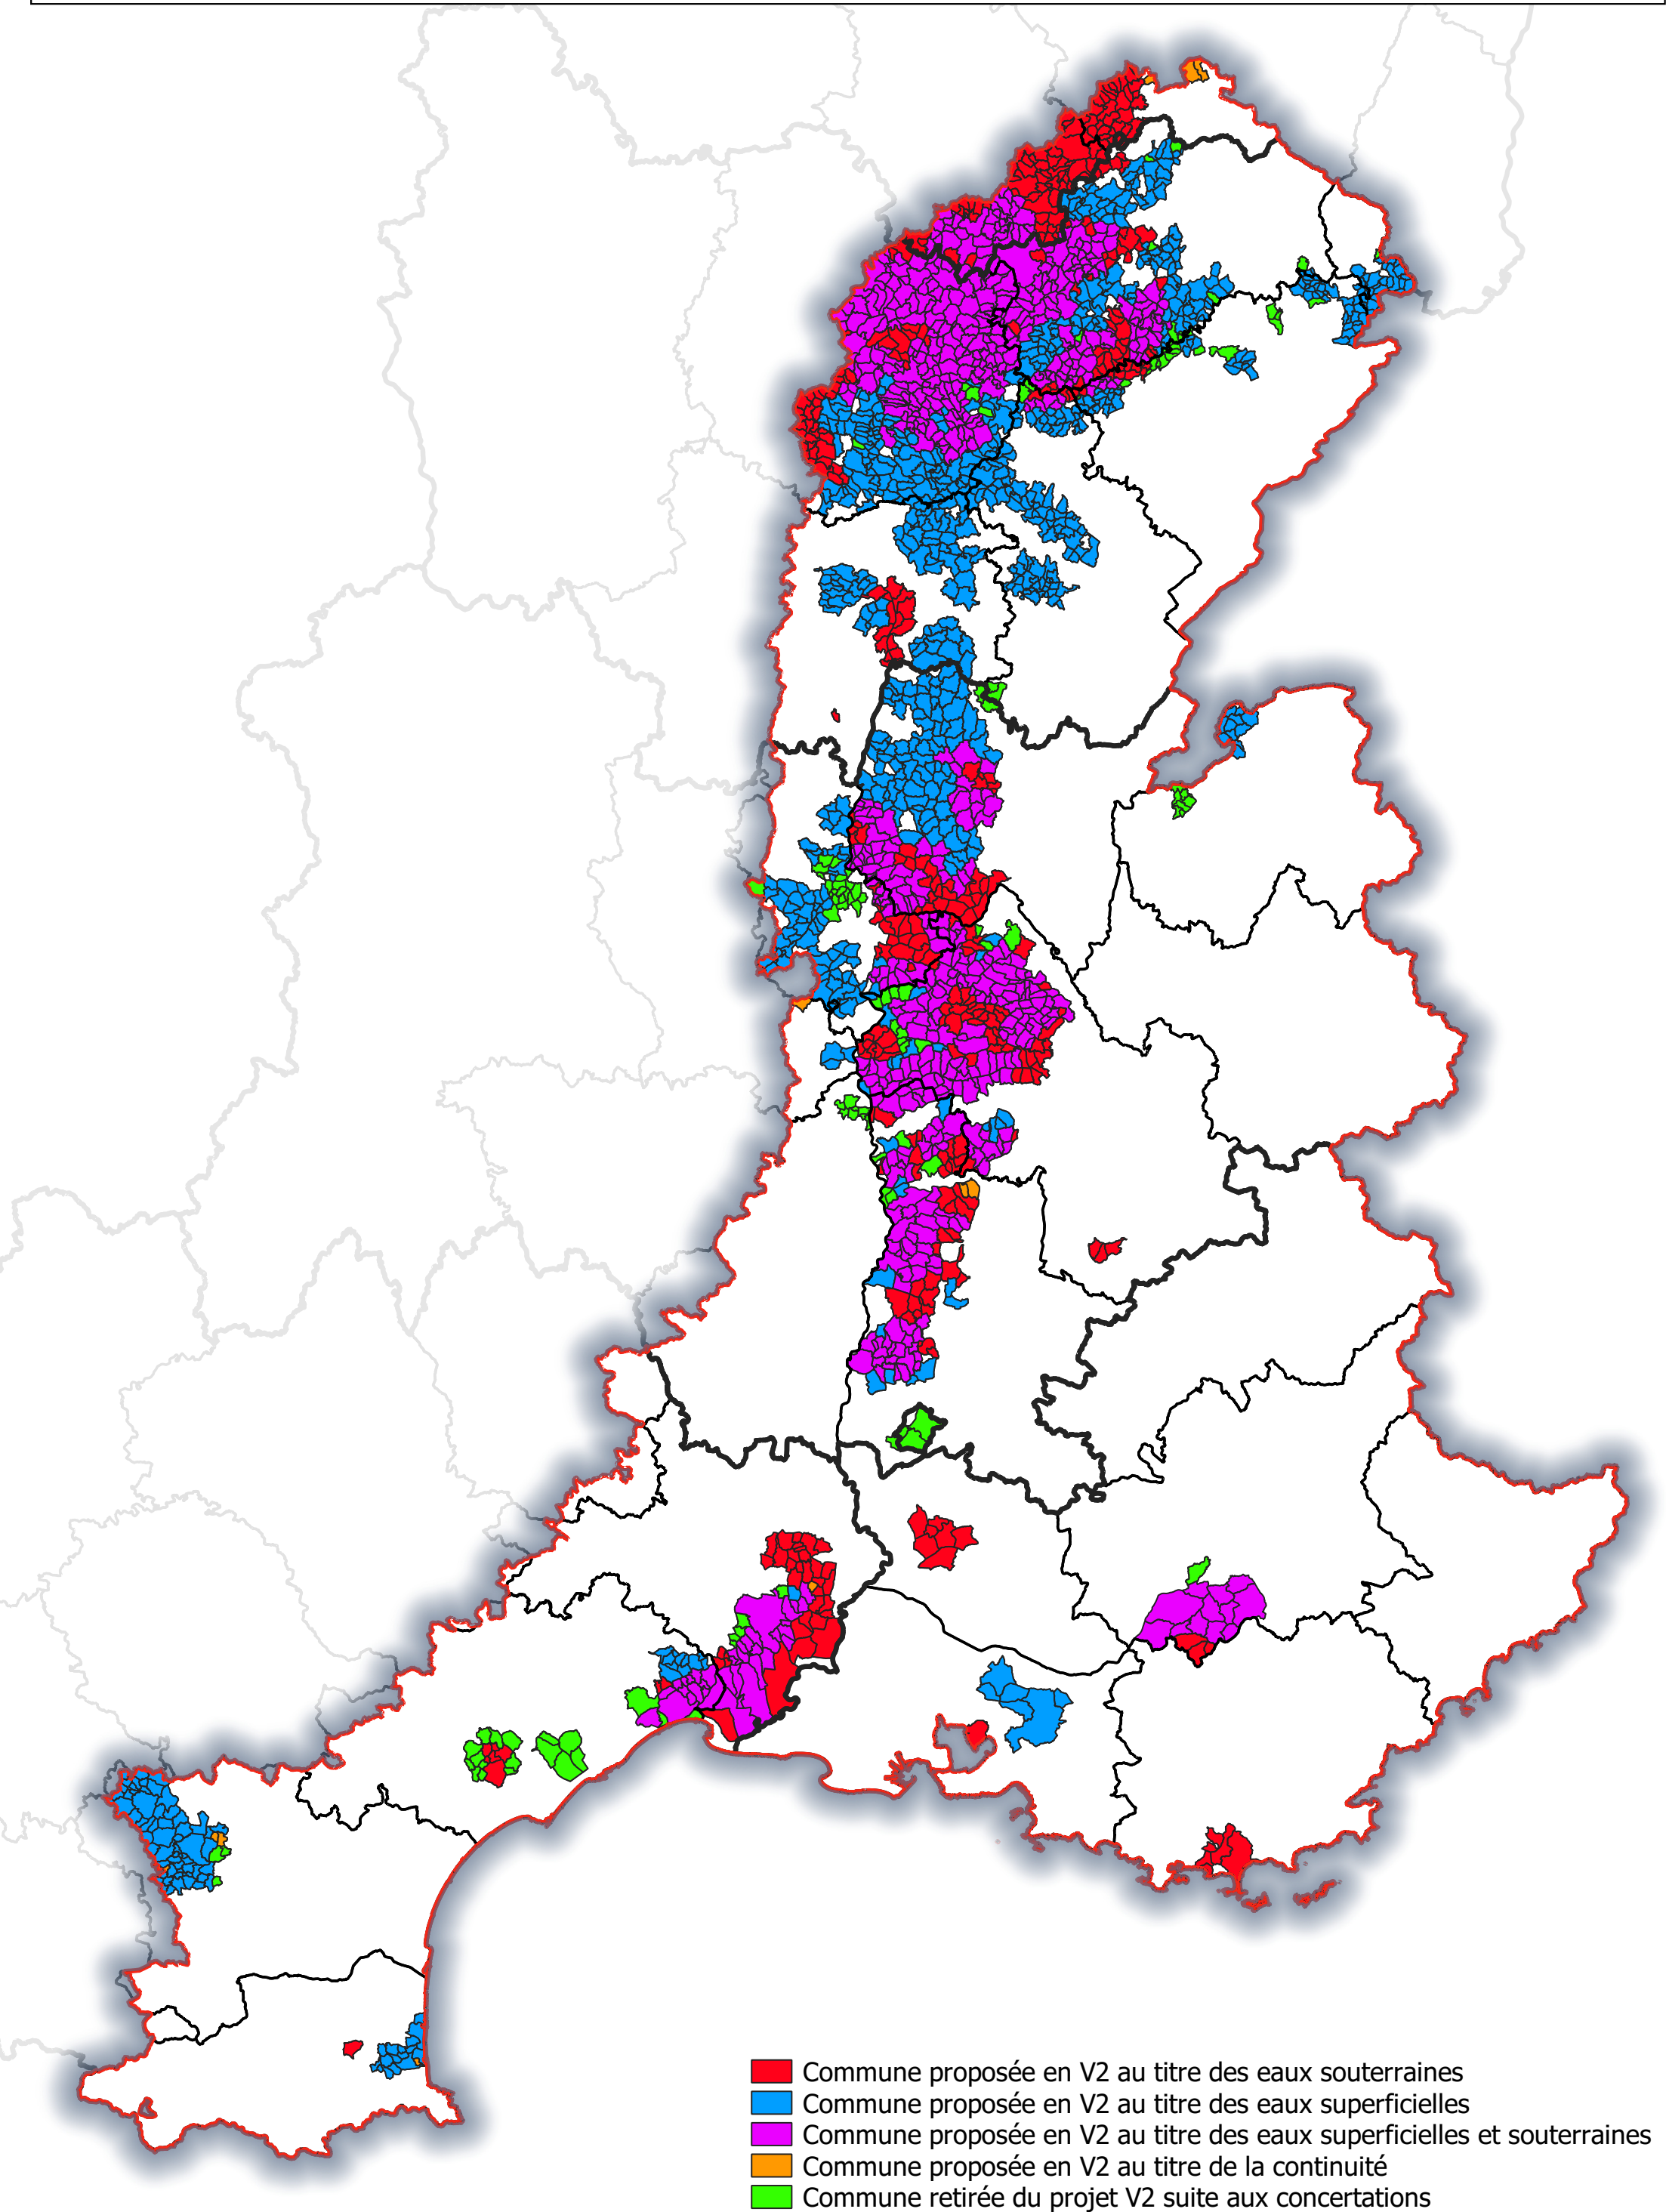 Commune proposée en V2 au titre des eaux souterraines
Commune proposée en V2 au titre des eaux superficielles
Commune proposée en V2 au titre des eaux superficielles et souterraines
Commune proposée en V2 au titre de la continuité
Commune retirée du projet V2 suite aux concertations